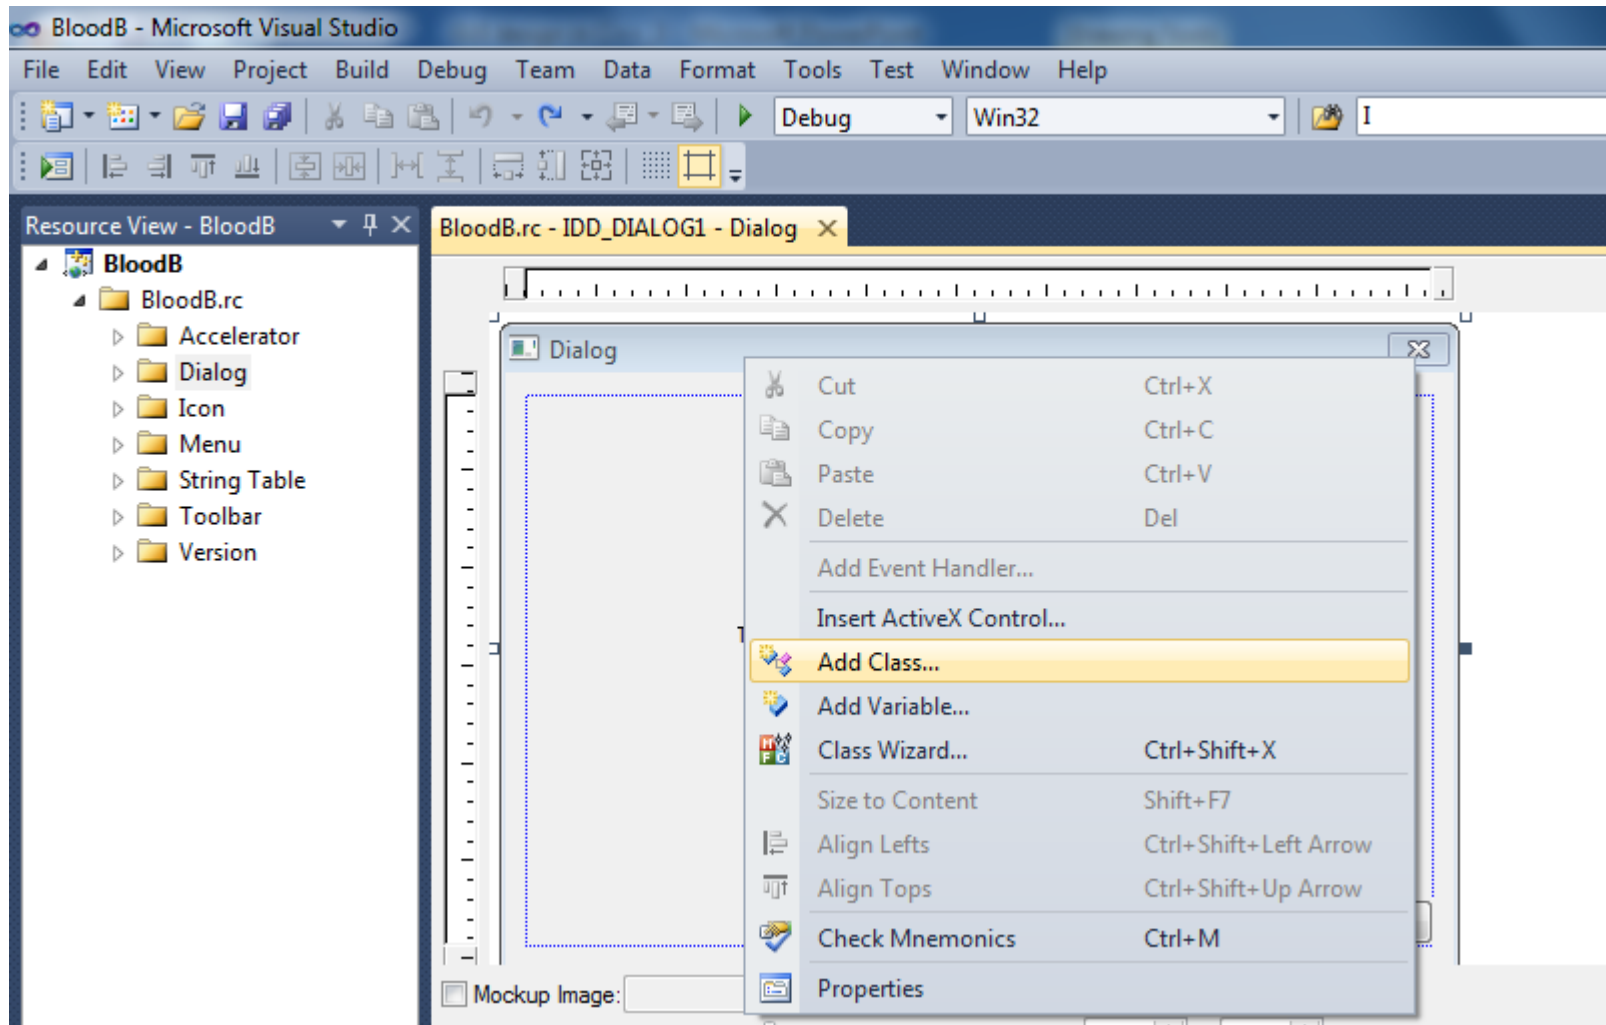 BloodB - Microsoft Visual Studio
File Edit View Project Build Debug Team Data Format Tools Test Window Help
Debug Win32 I
Resource View - BloodB
BloodB.rc - IDD_DIALOG1 - Dialog
BloodB
BloodB.rc
Accelerator
Dialog
Icon
Menu
String Table
Toolbar
Version
Dialog
Cut Ctrl+X
Copy Ctrl+C
Paste Ctrl+V
Delete Del
Add Event Handler...
Insert ActiveX Control...
Add Class...
Add Variable...
Class Wizard... Ctrl+Shift+X
Size to Content Shift+F7
Align Lefts Ctrl+Shift+Left Arrow
Align Tops Ctrl+Shift+Up Arrow
Check Mnemonics Ctrl+M
Properties
Mockup Image: